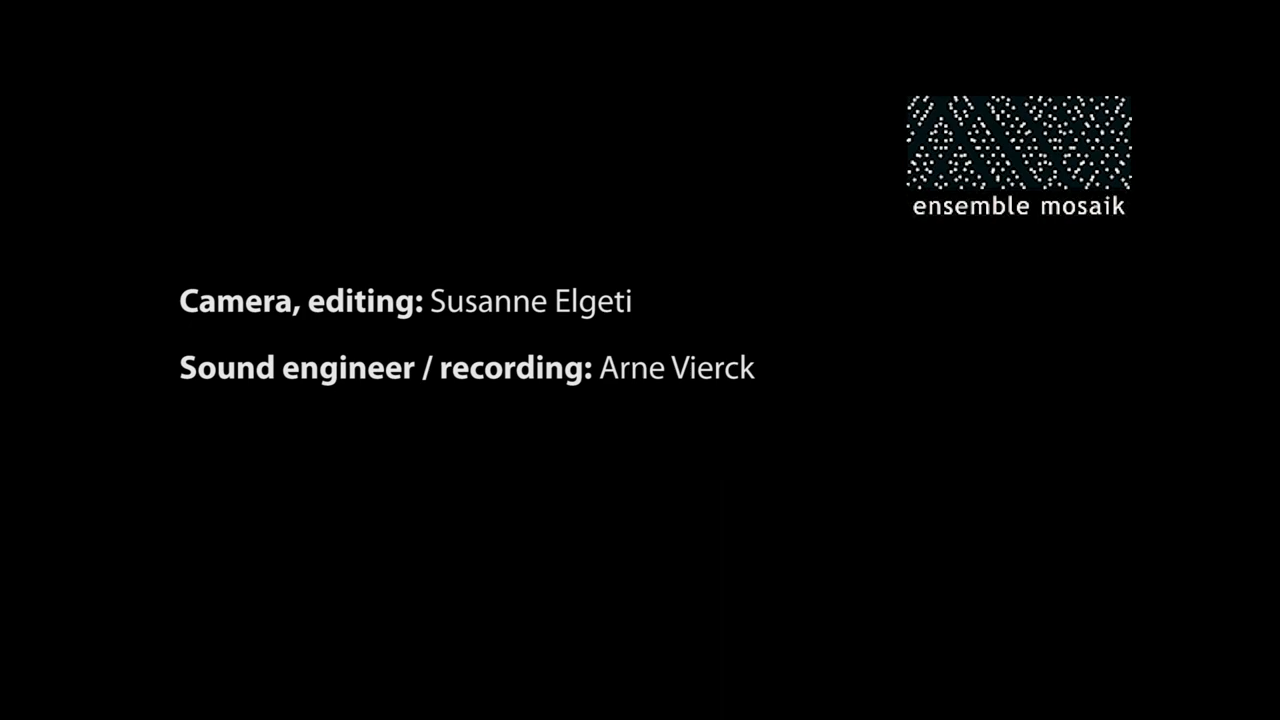 ensemble mosaik
Camera, editing: Susanne Elgeti
Sound engineer / recording: Arne Vierck